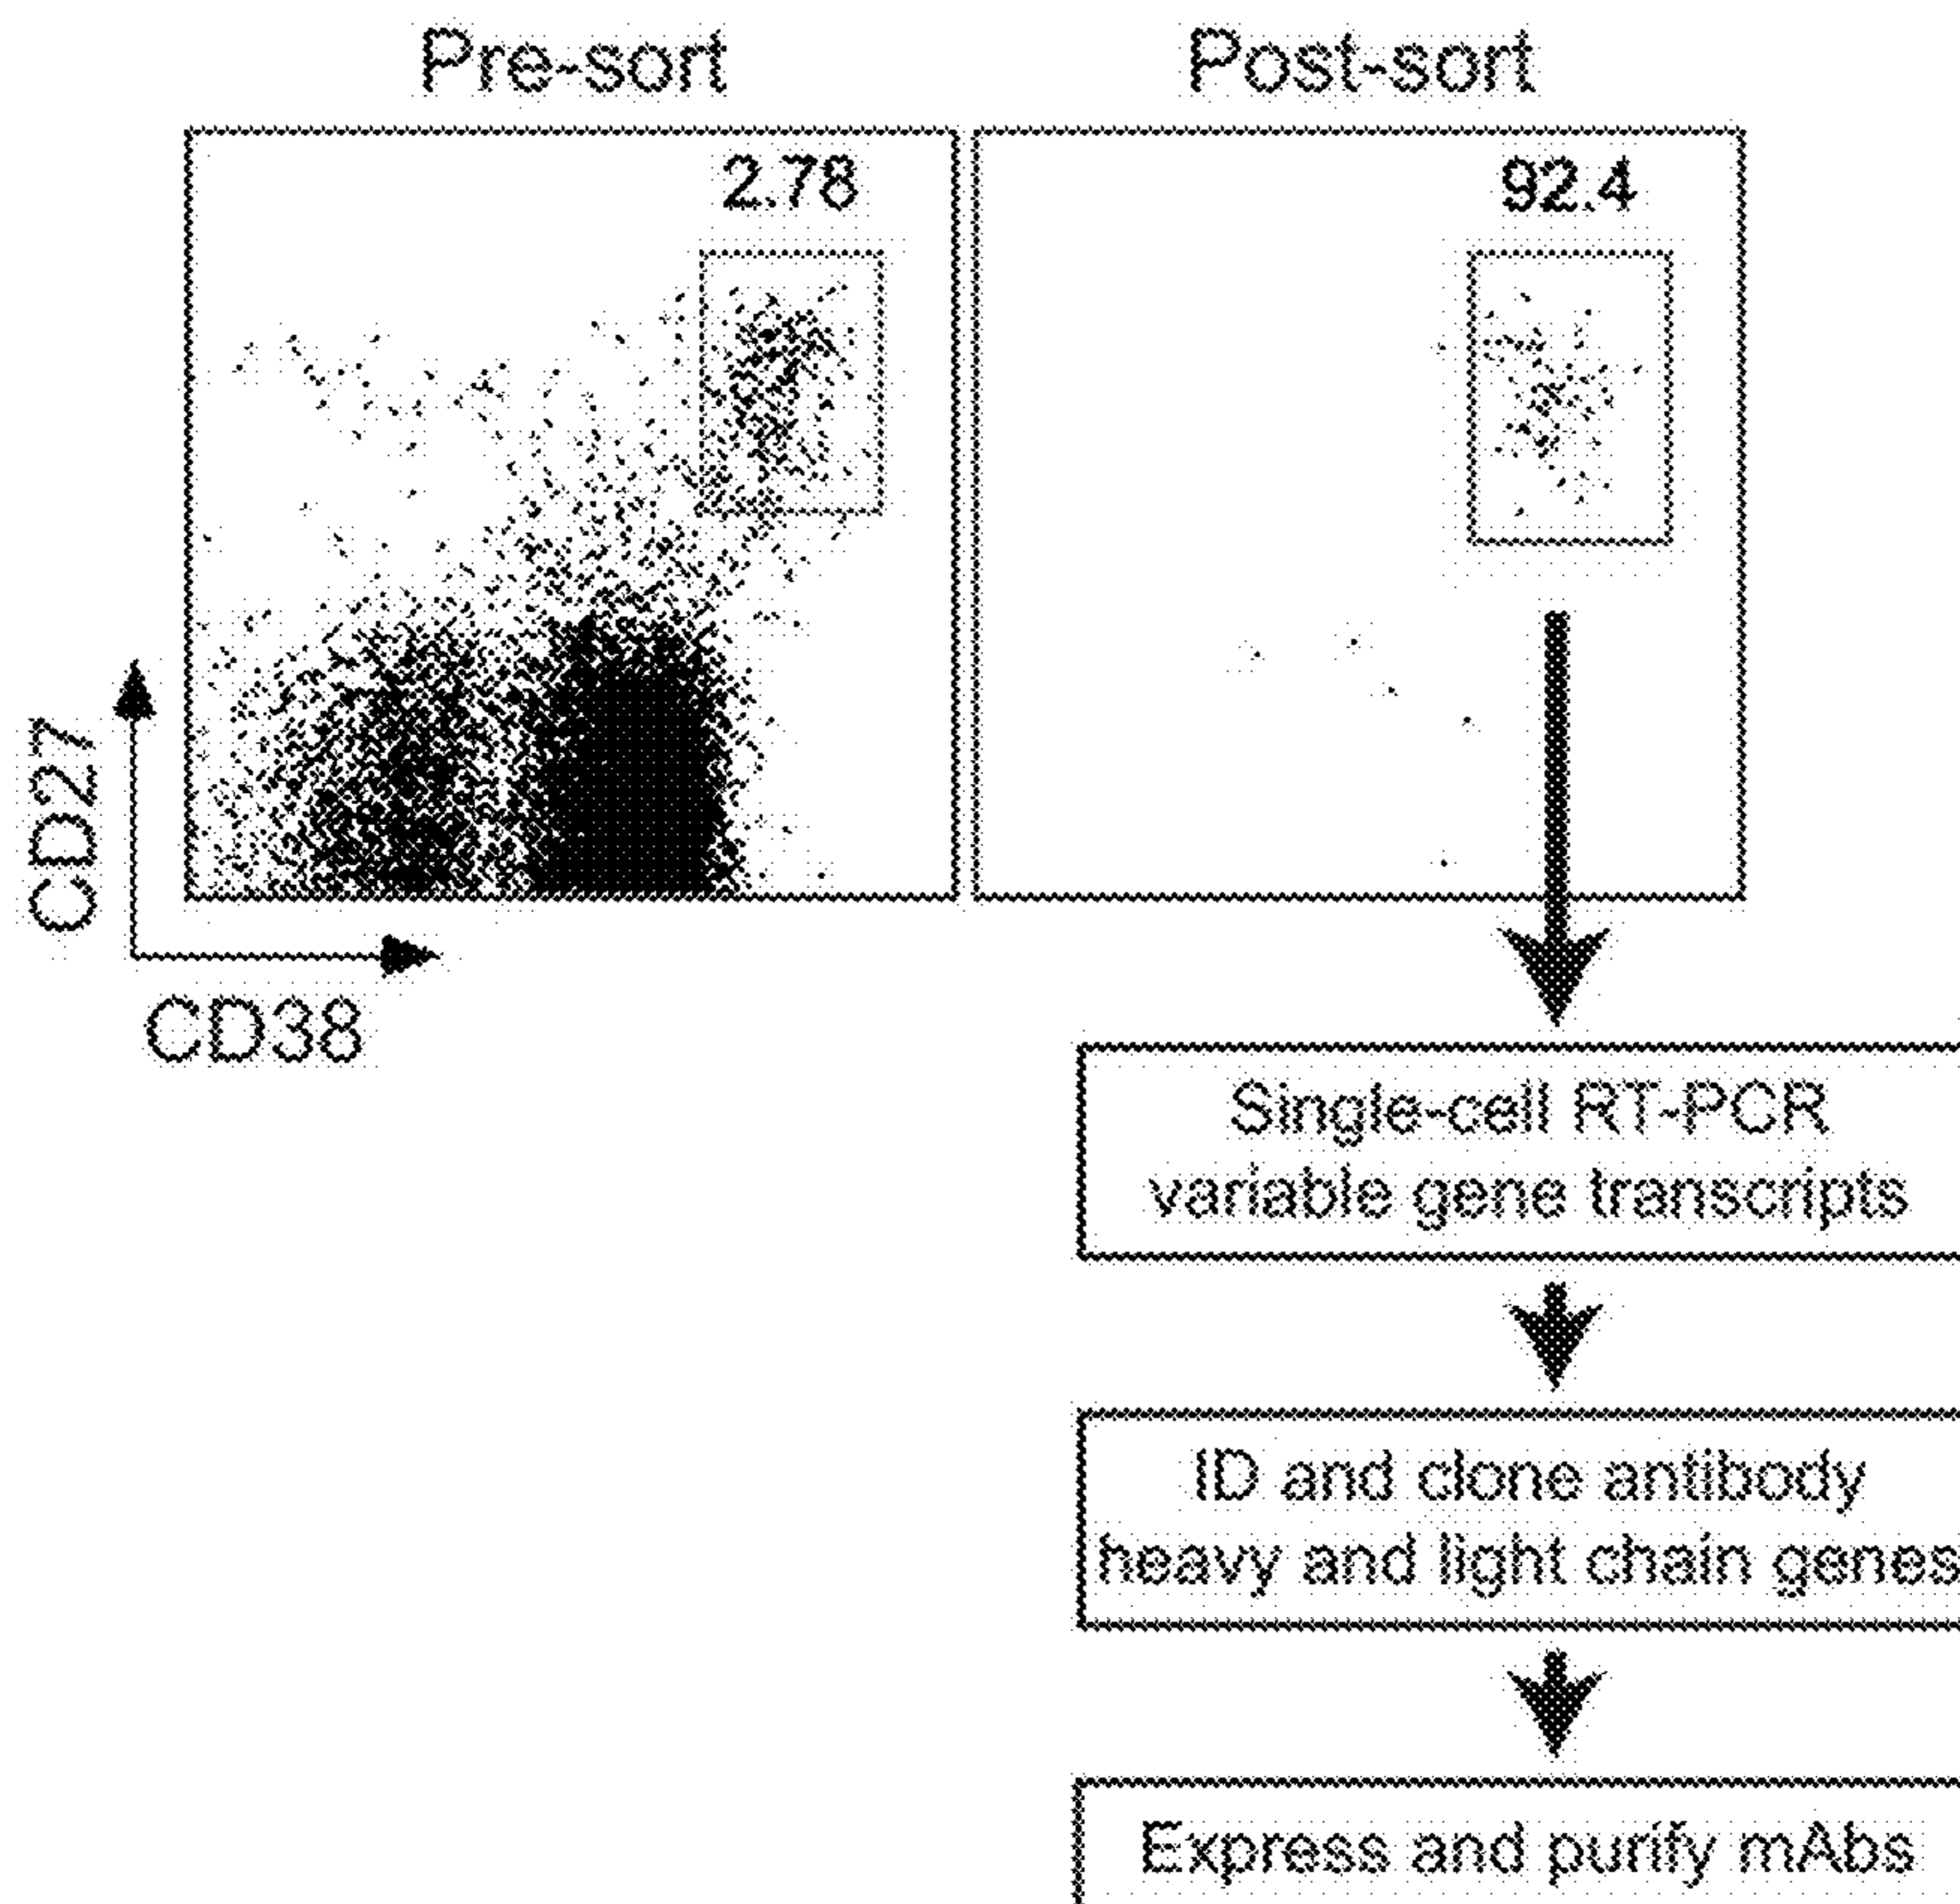 Pre-sort
Post-sort
2.78
92.4
CD27
CD38
Single-cell RT-PCR
variable gene transcripts
ID and clone antibody
heavy and light chain genes
Express and purify mAbs